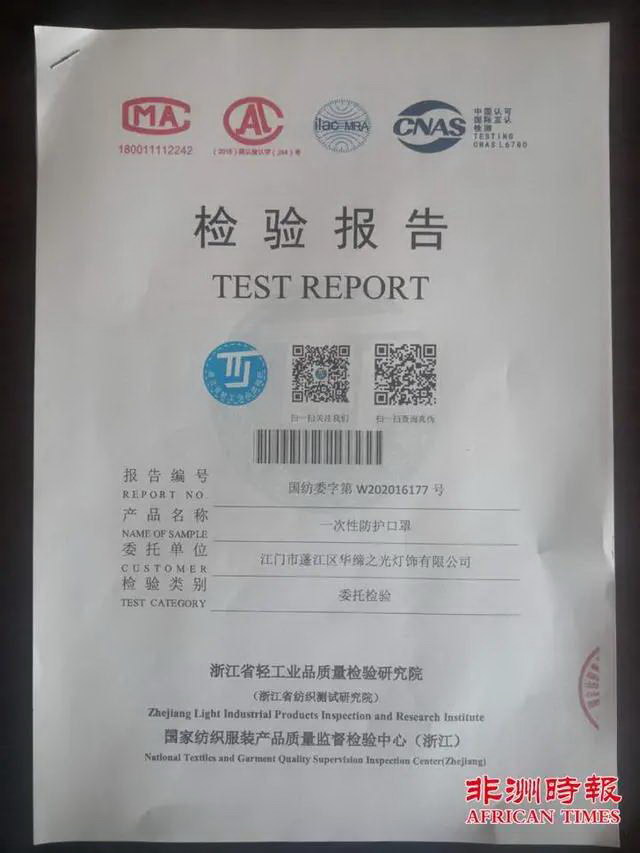 MA
180011112242
AL
ilac-MRA
CNAS
中国认可
国际互认
检测
TESTING
CNAS L6760
检验报告
TEST REPORT
扫一扫关注我们
扫一扫查询真伪
报告编号
REPORT NO.
国纺委字第 W202016177 号
产品名称
NAME OF SAMPLE
一次性防护口罩
委托单位
CUSTOMER
江门市蓬江区华缔之光灯饰有限公司
检验类别
TEST CATEGORY
委托检验
浙江省轻工业品质量检验研究院
（浙江省纺织测试研究院）
Zhejiang Light Industrial Products Inspection and Research Institute
国家纺织服装产品质量监督检验中心（浙江）
National Textiles and Garment Quality Supervision Inspection Center(Zhejiang)
非洲時報
AFRICAN TIMES